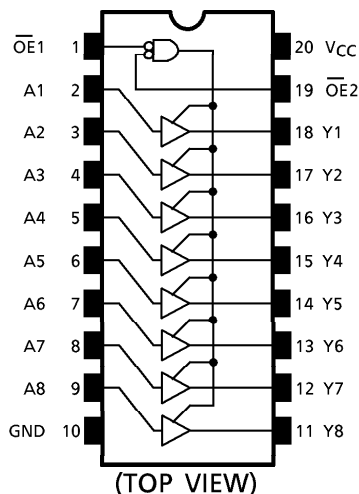 O̅E̅1 1 20 VCC
A1 2 19 O̅E̅2
A2 3 18 Y1
A3 4 17 Y2
A4 5 16 Y3
A5 6 15 Y4
A6 7 14 Y5
A7 8 13 Y6
A8 9 12 Y7
GND 10 11 Y8
(TOP VIEW)